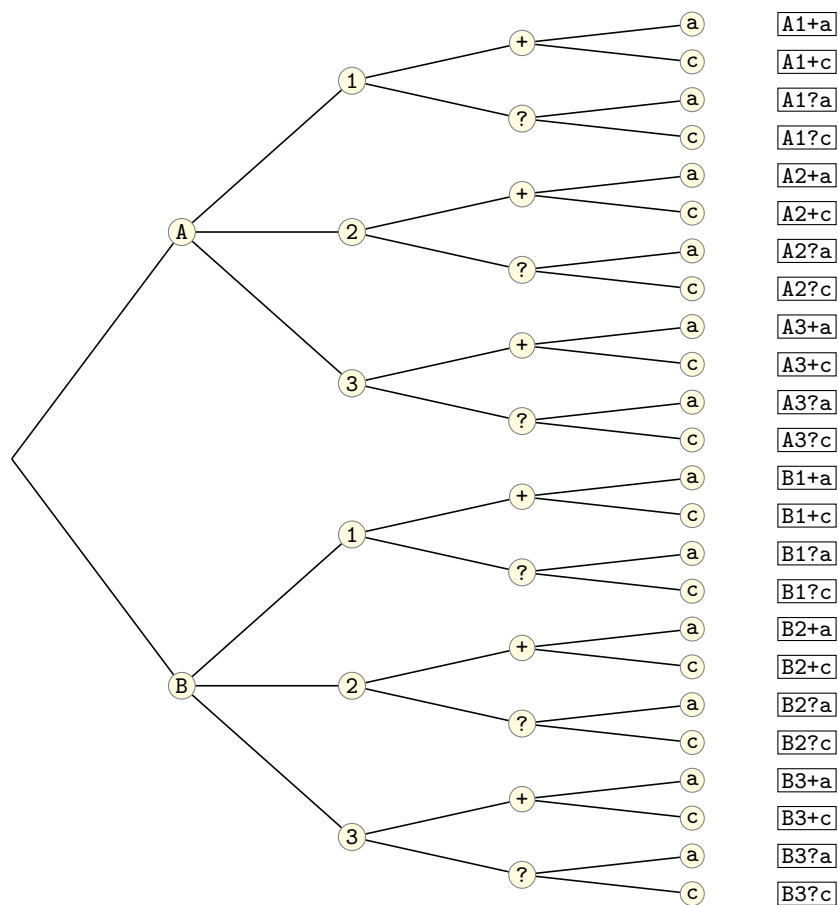 a A1+a
+
c A1+c
1
a A1?a
?
c A1?c
a A2+a
+
c A2+c
A 2
a A2?a
?
c A2?c
a A3+a
+
c A3+c
3
a A3?a
?
c A3?c
a B1+a
+
c B1+c
1
a B1?a
?
c B1?c
a B2+a
+
c B2+c
B 2
a B2?a
?
c B2?c
a B3+a
+
c B3+c
3
a B3?a
?
c B3?c